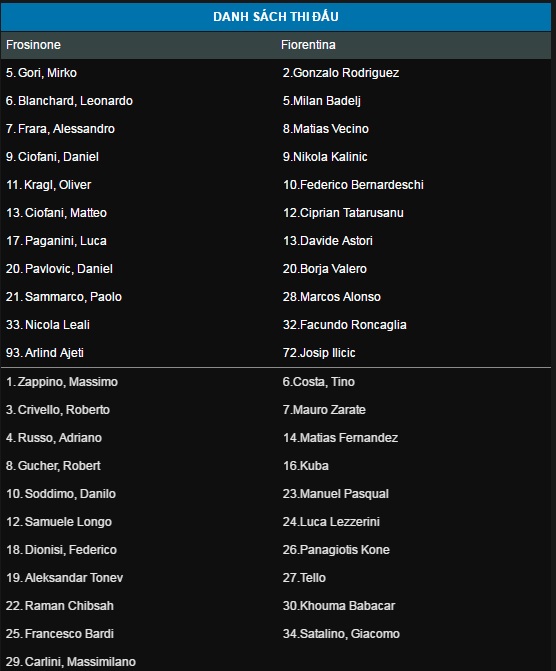 DANH SÁCH THI ĐẤU
Frosinone Fiorentina
5. Gori, Mirko 2.Gonzalo Rodriguez
6. Blanchard, Leonardo 5.Milan Badelj
7. Frara, Alessandro 8.Matias Vecino
9. Ciofani, Daniel 9.Nikola Kalinic
11. Kragl, Oliver 10.Federico Bernardeschi
13. Ciofani, Matteo 12.Ciprian Tatarusanu
17. Paganini, Luca 13.Davide Astori
20. Pavlovic, Daniel 20.Borja Valero
21. Sammarco, Paolo 28.Marcos Alonso
33. Nicola Leali 32.Facundo Roncaglia
93. Arlind Ajeti 72.Josip Ilicic
1. Zappino, Massimo 6.Costa, Tino
3. Crivello, Roberto 7.Mauro Zarate
4. Russo, Adriano 14.Matias Fernandez
8. Gucher, Robert 16.Kuba
10. Soddimo, Danilo 23.Manuel Pasqual
12. Samuele Longo 24.Luca Lezzerini
18. Dionisi, Federico 26.Panagiotis Kone
19. Aleksandar Tonev 27.Tello
22. Raman Chibsah 30.Khouma Babacar
25. Francesco Bardi 34.Satalino, Giacomo
29. Carlini, Massimilano